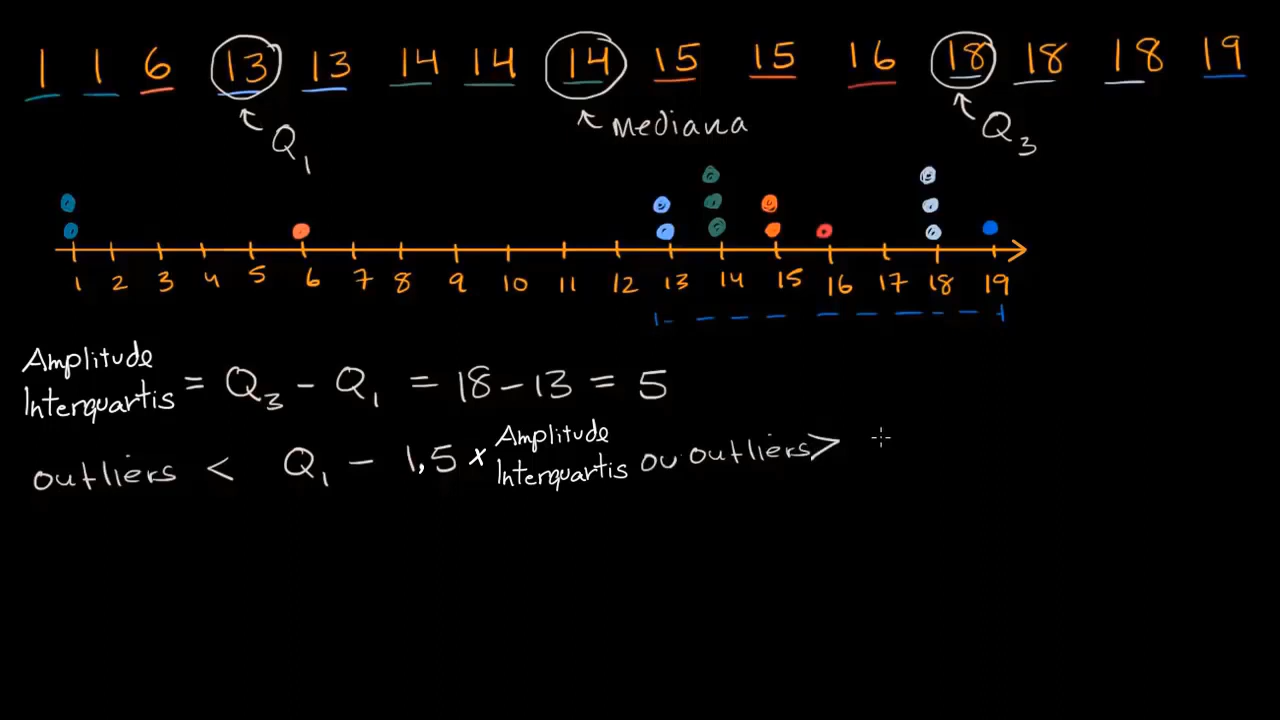 1 1 6 13 13 14 14 14 15 15 16 18 18 18 19
Q₁ Mediana Q₃
1 2 3 4 5 6 7 8 9 10 11 12 13 14 15 16 17 18 19
Amplitude
Interquartis = Q₃ - Q₁ = 18 - 13 = 5
outliers < Q₁ - 1,5 × Amplitude Interquartis ou outliers >